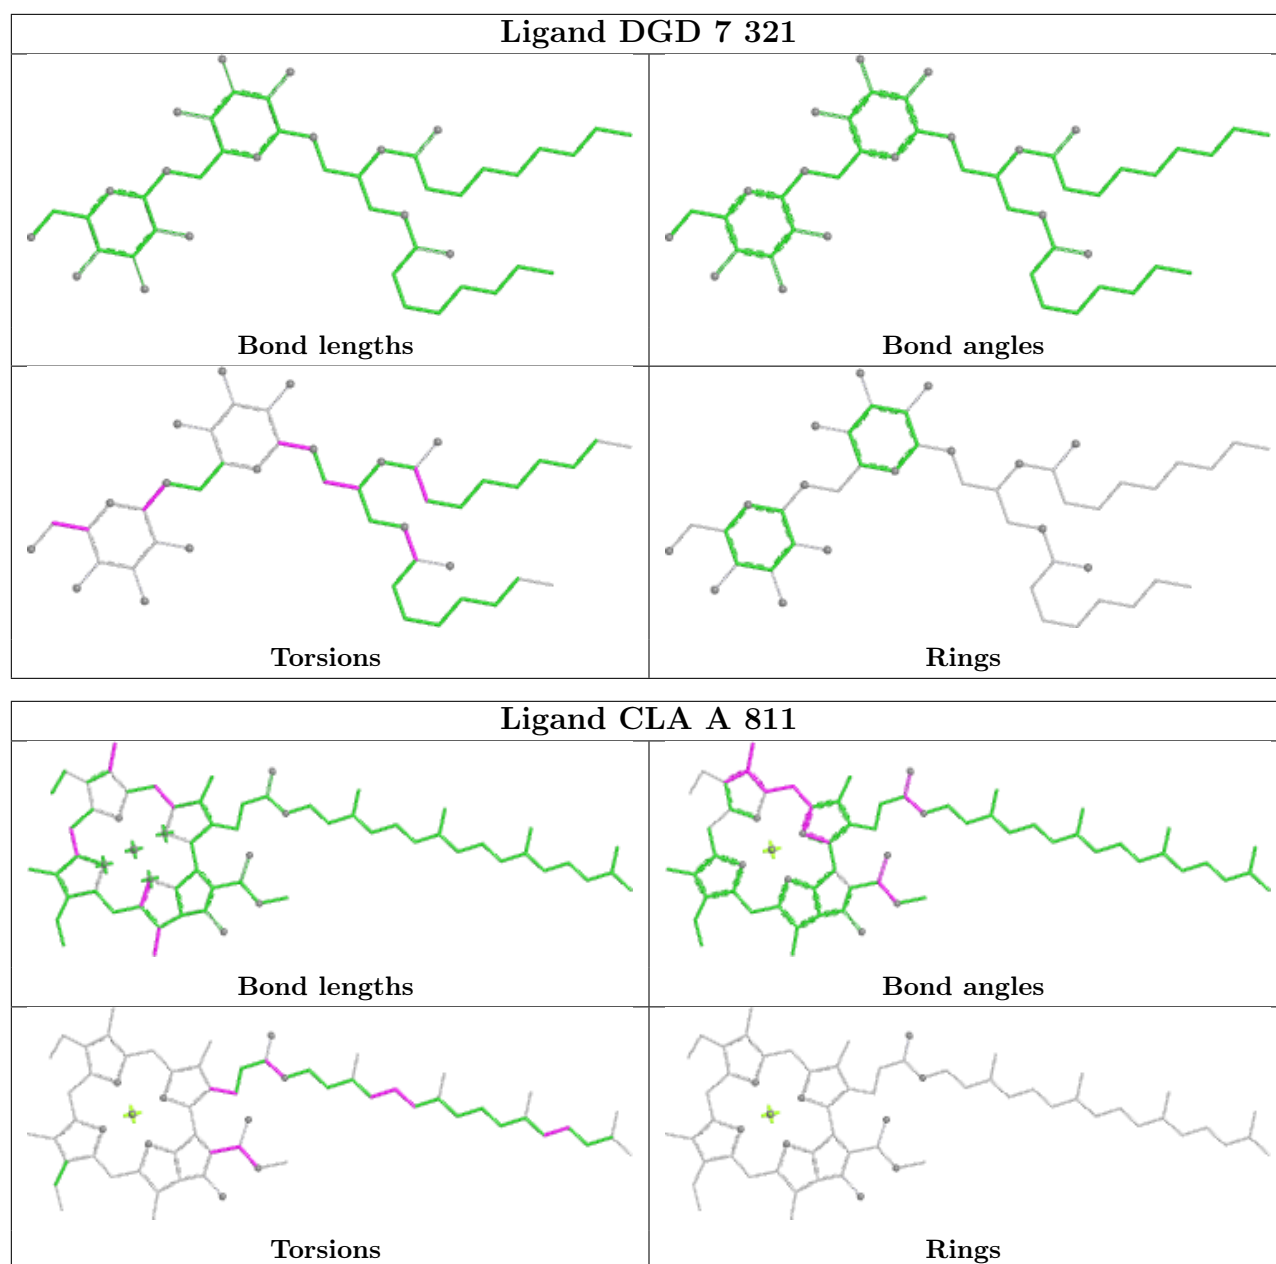 Ligand DGD 7 321
Bond lengths
Bond angles
Torsions
Rings
Ligand CLA A 811
Bond lengths
Bond angles
Torsions
Rings